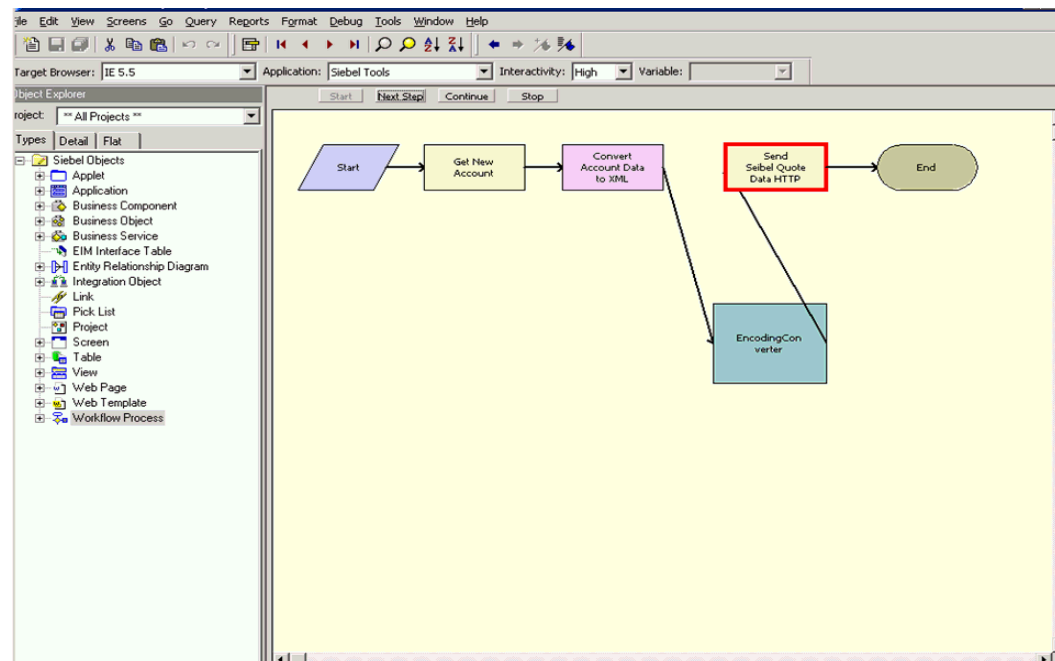 File Edit View Screens Go Query Reports Format Debug Tools Window Help
Target Browser: IE 5.5 Application: Siebel Tools Interactivity: High Variable:
Object Explorer
Project: ** All Projects **
Types Detail Flat
Siebel Objects
Applet
Application
Business Component
Business Object
Business Service
EIM Interface Table
Entity Relationship Diagram
Integration Object
Link
Pick List
Project
Screen
Table
View
Web Page
Web Template
Workflow Process
Start Next Step Continue Stop
Start
Get New
Account
Convert
Account Data
to XML
Send
Seibel Quote
Data HTTP
End
EncodingCon
verter